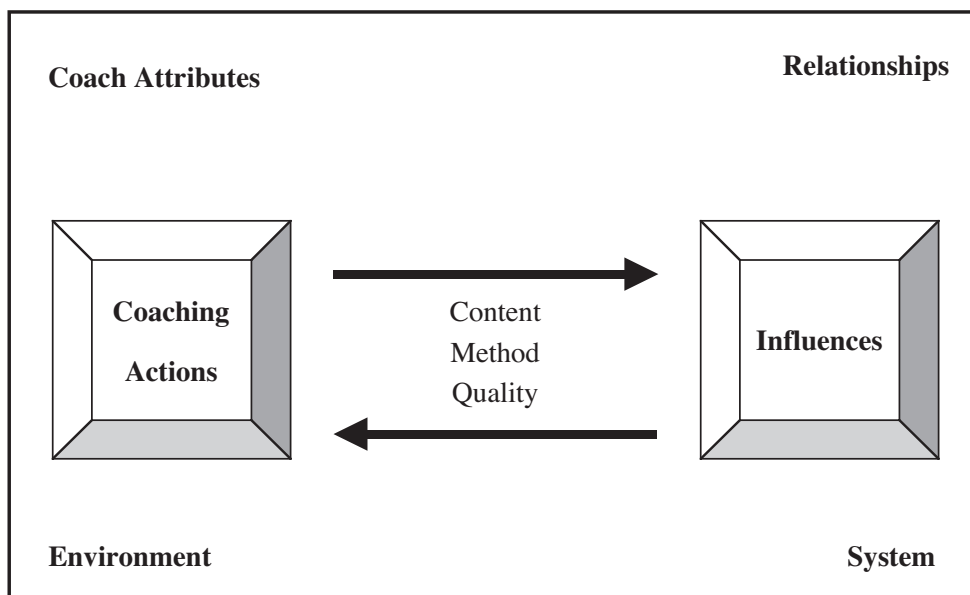 Coach Attributes
Relationships
Coaching
Actions
Content
Method
Quality
Influences
Environment
System